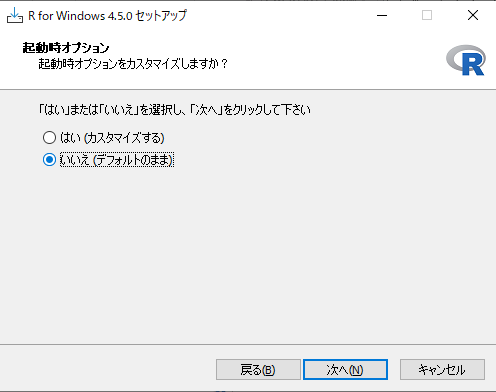 R for Windows 4.5.0 セットアップ
起動時オプション
起動時オプションをカスタマイズしますか？
R
「はい」または「いいえ」を選択し、「次へ」をクリックして下さい
はい (カスタマイズする)
いいえ (デフォルトのまま)
戻る(B)
次へ(N)
キャンセル